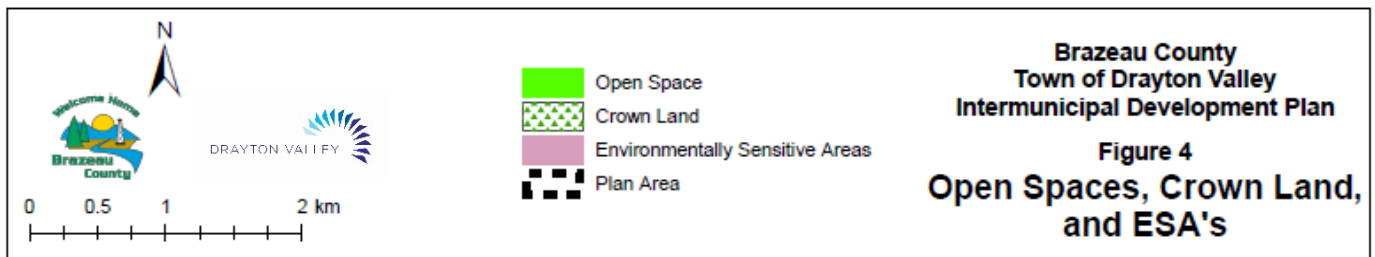 N
Welcome Home
Brazeau
County
DRAYTON VALLEY
0 0.5 1 2 km
Open Space
Crown Land
Environmentally Sensitive Areas
Plan Area
Brazeau County
Town of Drayton Valley
Intermunicipal Development Plan
Figure 4
Open Spaces, Crown Land,
and ESA's